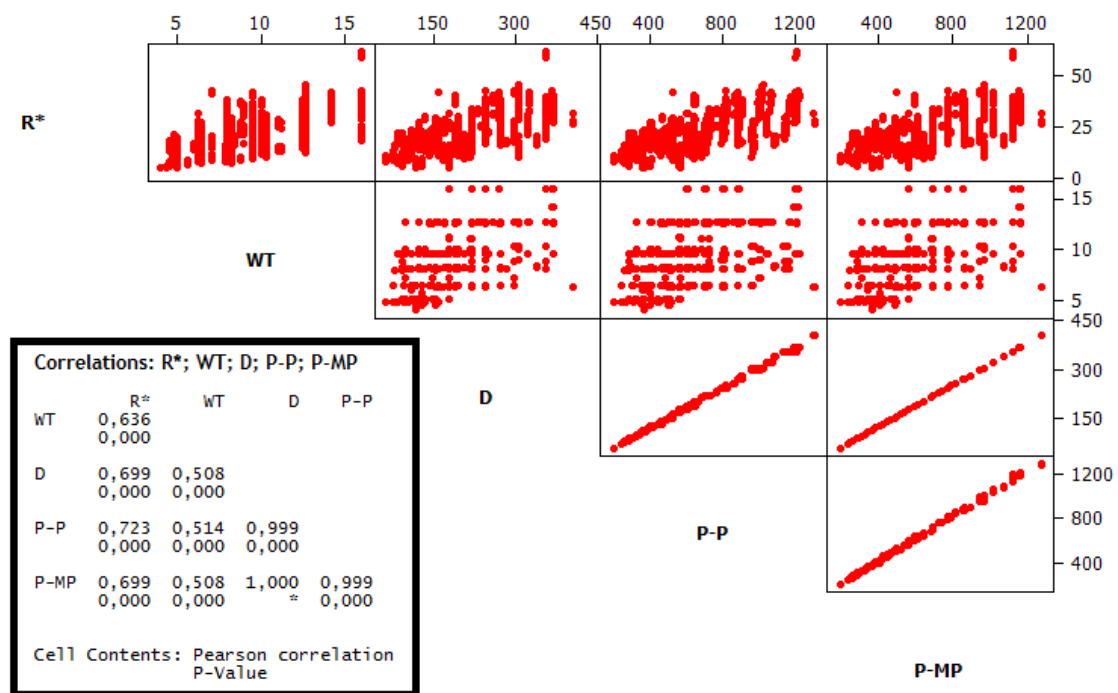 5 10 15 150 300 450 400 800 1200 400 800 1200
R*
50
25
0
WT
15
10
5
D
450
300
150
P-P
1200
800
400
P-MP
Correlations: R*; WT; D; P-P; P-MP
R* WT D P-P
WT 0,636
0,000
D 0,699 0,508
0,000 0,000
P-P 0,723 0,514 0,999
0,000 0,000 0,000
P-MP 0,699 0,508 1,000 0,999
0,000 0,000 * 0,000
Cell Contents: Pearson correlation
P-Value